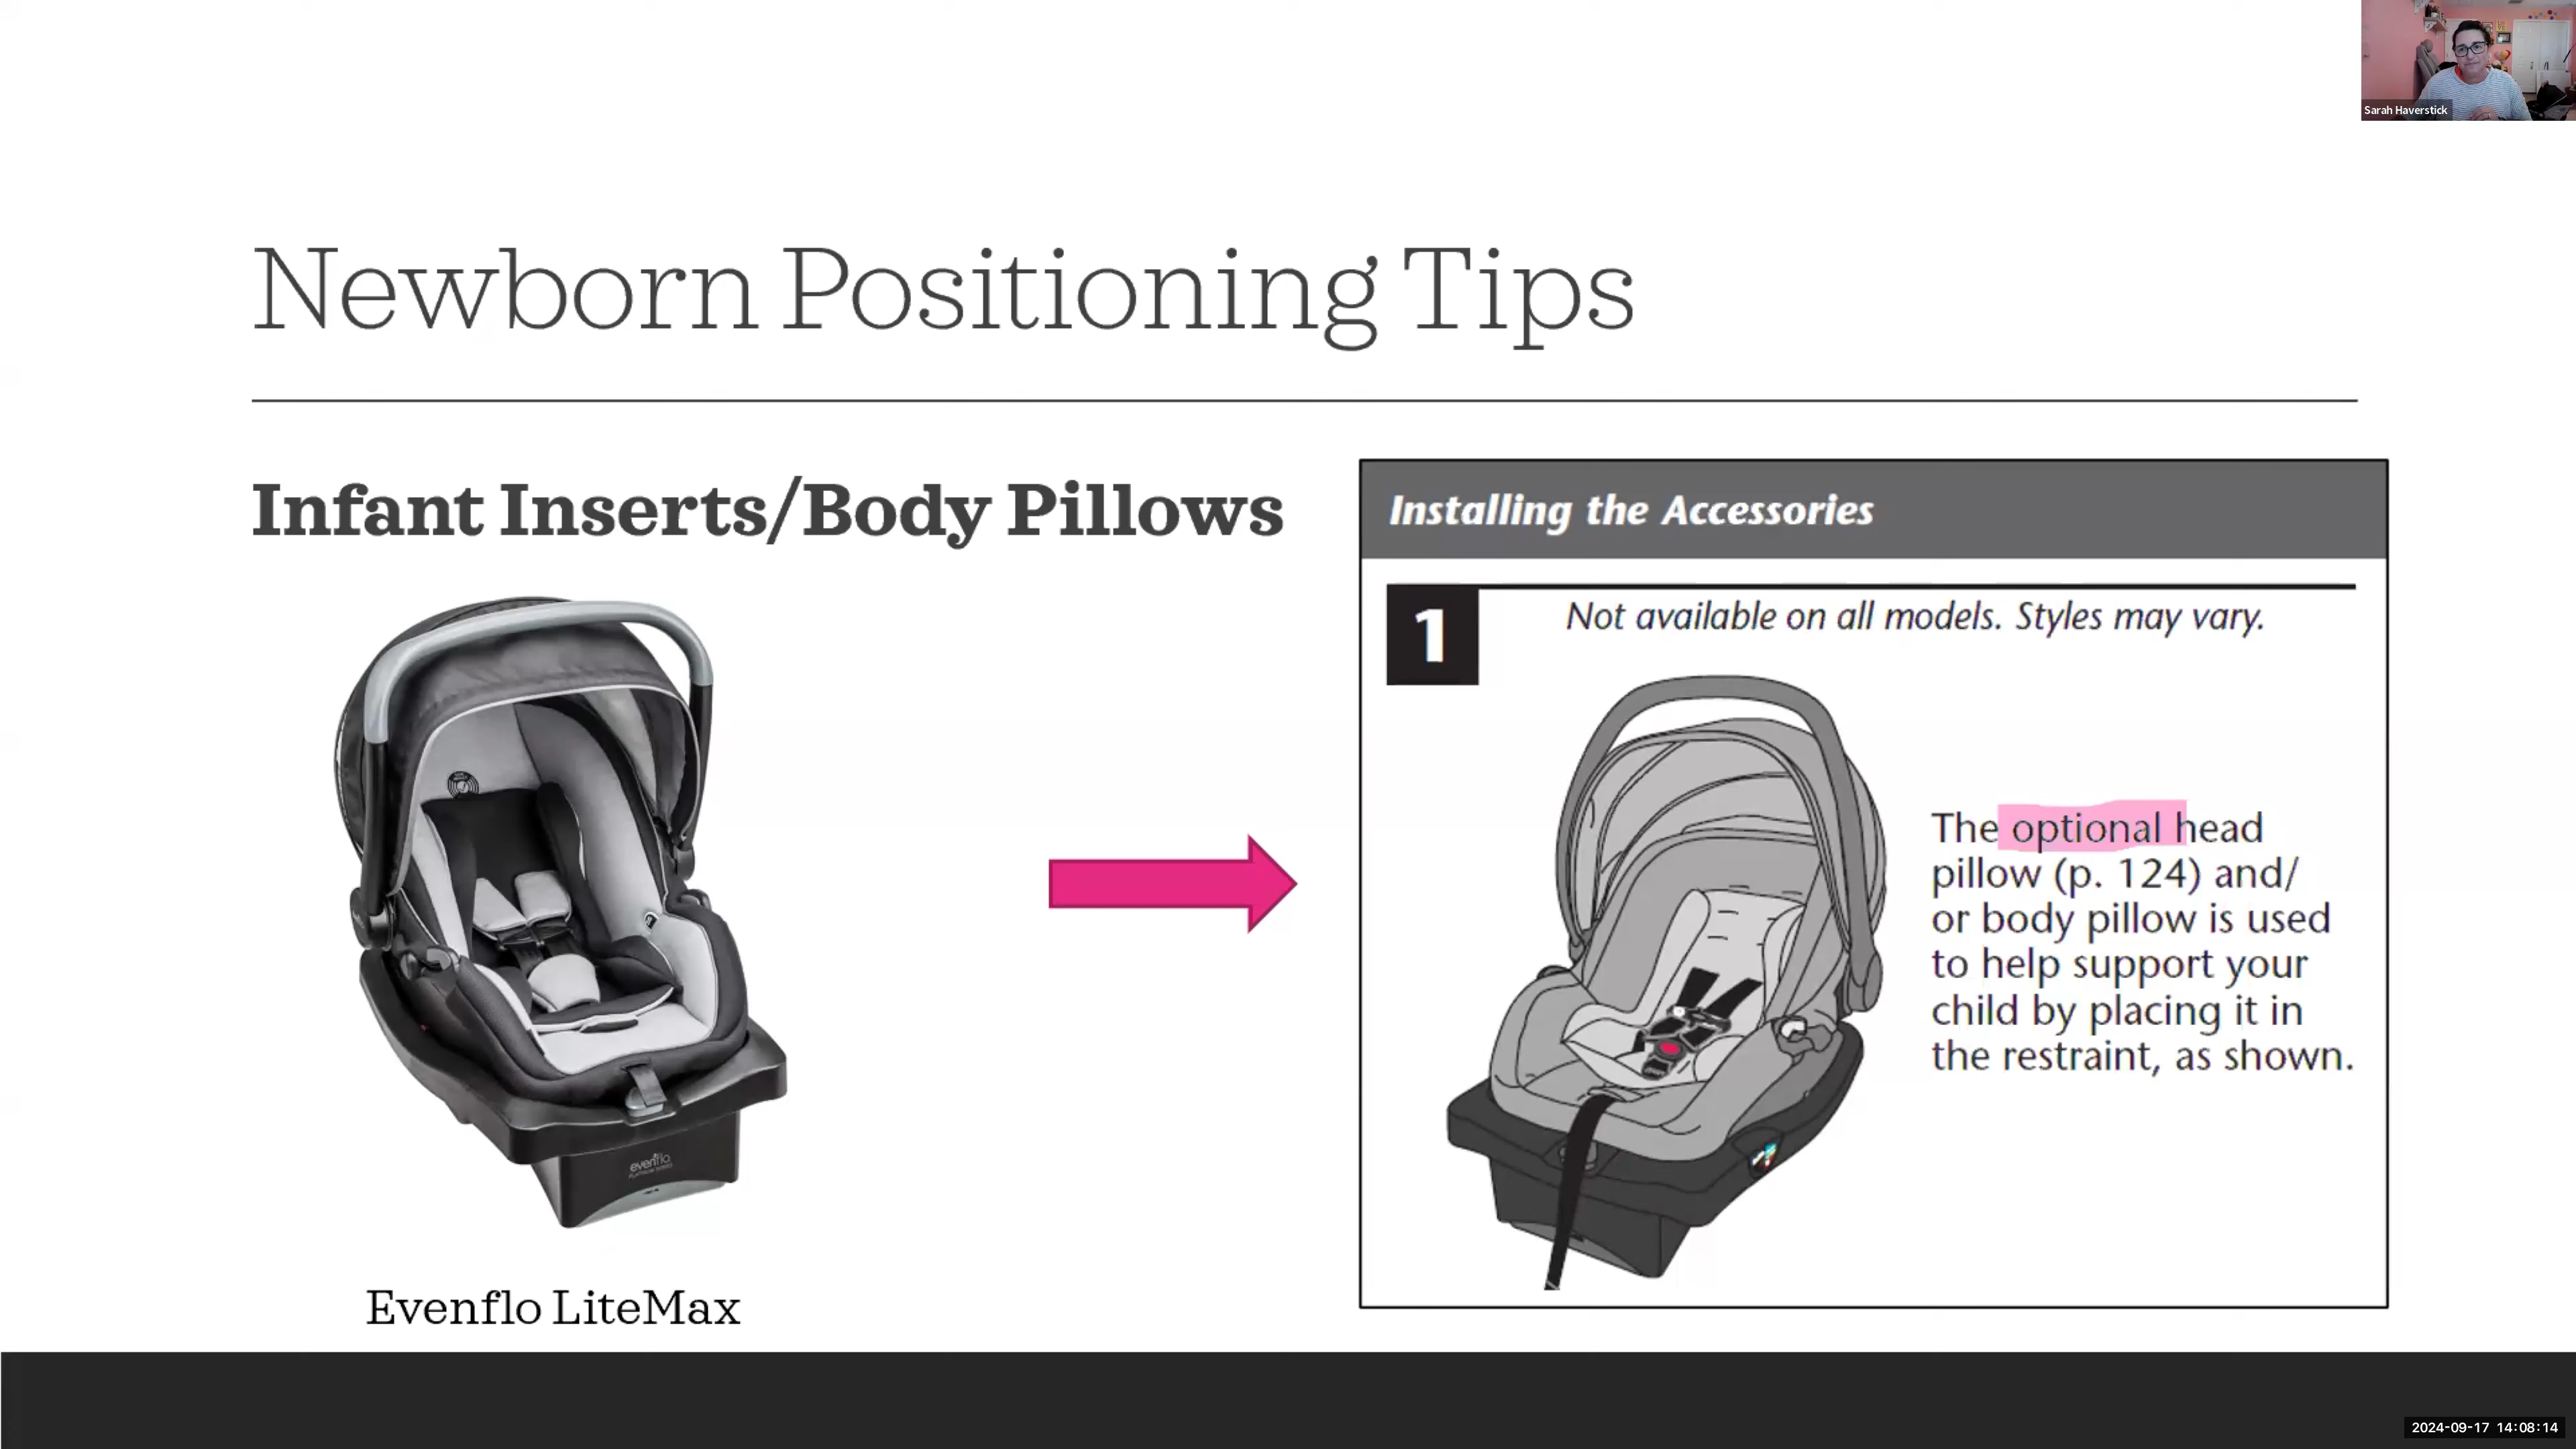 Sarah Haverstick
Newborn Positioning Tips
Infant Inserts/Body Pillows
evenflo
Evenflo LiteMax
Installing the Accessories
1
Not available on all models. Styles may vary.
The optional head
pillow (p. 124) and/
or body pillow is used
to help support your
child by placing it in
the restraint, as shown.
2024-09-17 14:08:14